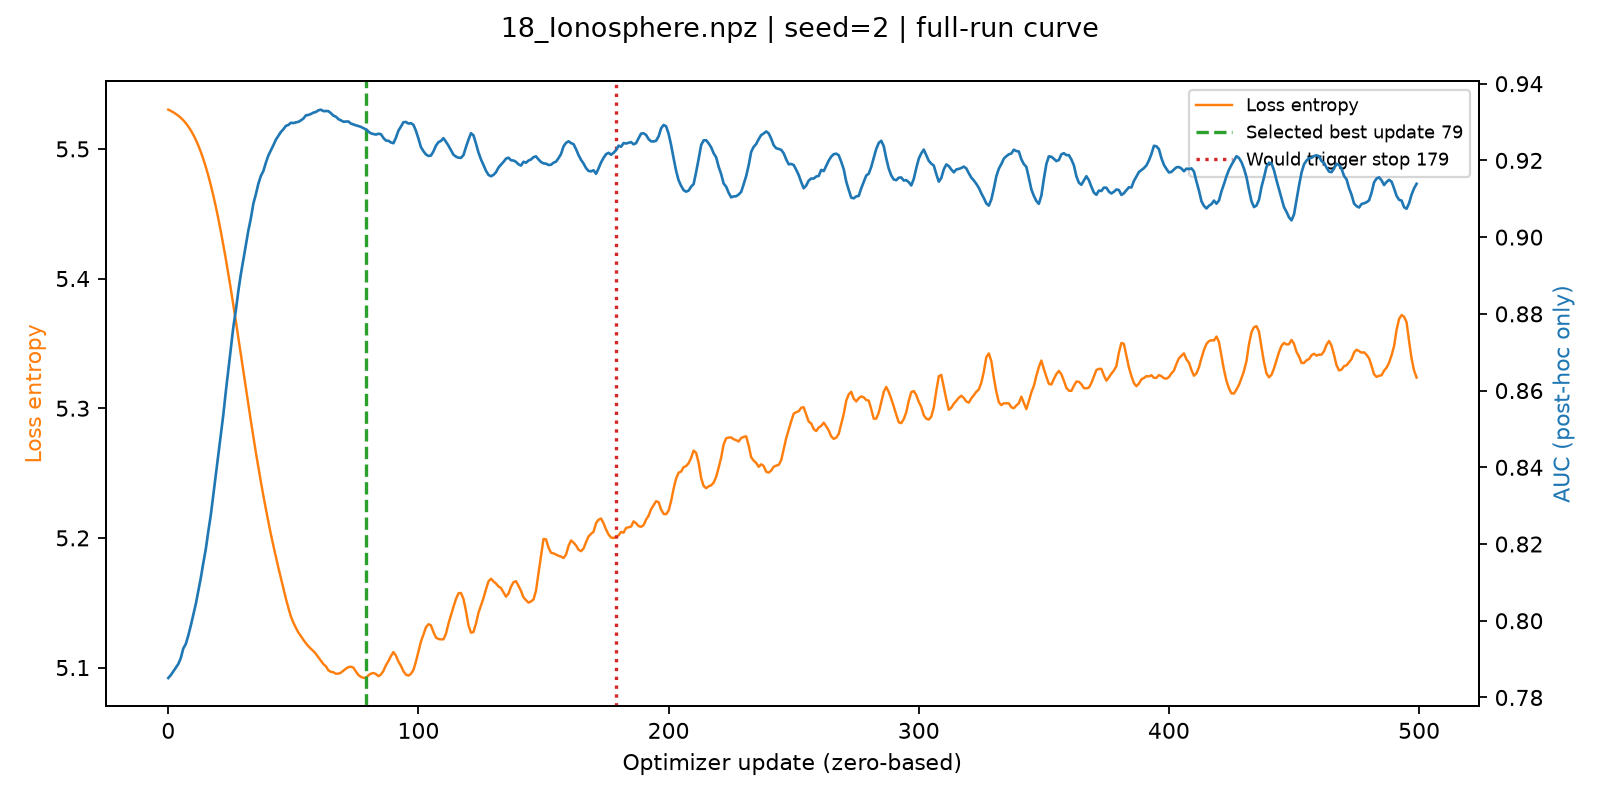 18_Ionosphere.npz | seed=2 | full-run curve
Loss entropy
Selected best update 79
Would trigger stop 179
5.5
5.4
5.3
5.2
5.1
0.94
0.92
0.90
0.88
0.86
0.84
0.82
0.80
0.78
Loss entropy
AUC (post-hoc only)
0 100 200 300 400 500
Optimizer update (zero-based)